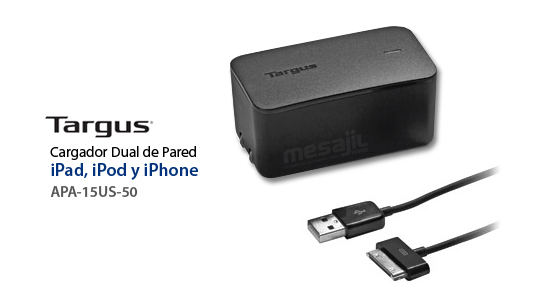 Targus
mesajil
Targus
Cargador Dual de Pared
iPad, iPod y iPhone
APA-15US-50